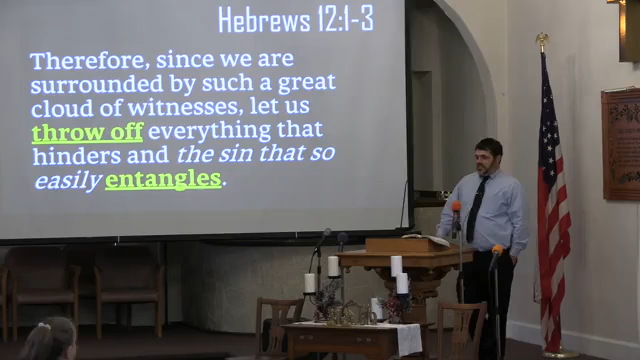 Hebrews 12:1-3
Therefore, since we are
surrounded by such a great
cloud of witnesses, let us
throw off everything that
hinders and the sin that so
easily entangles.